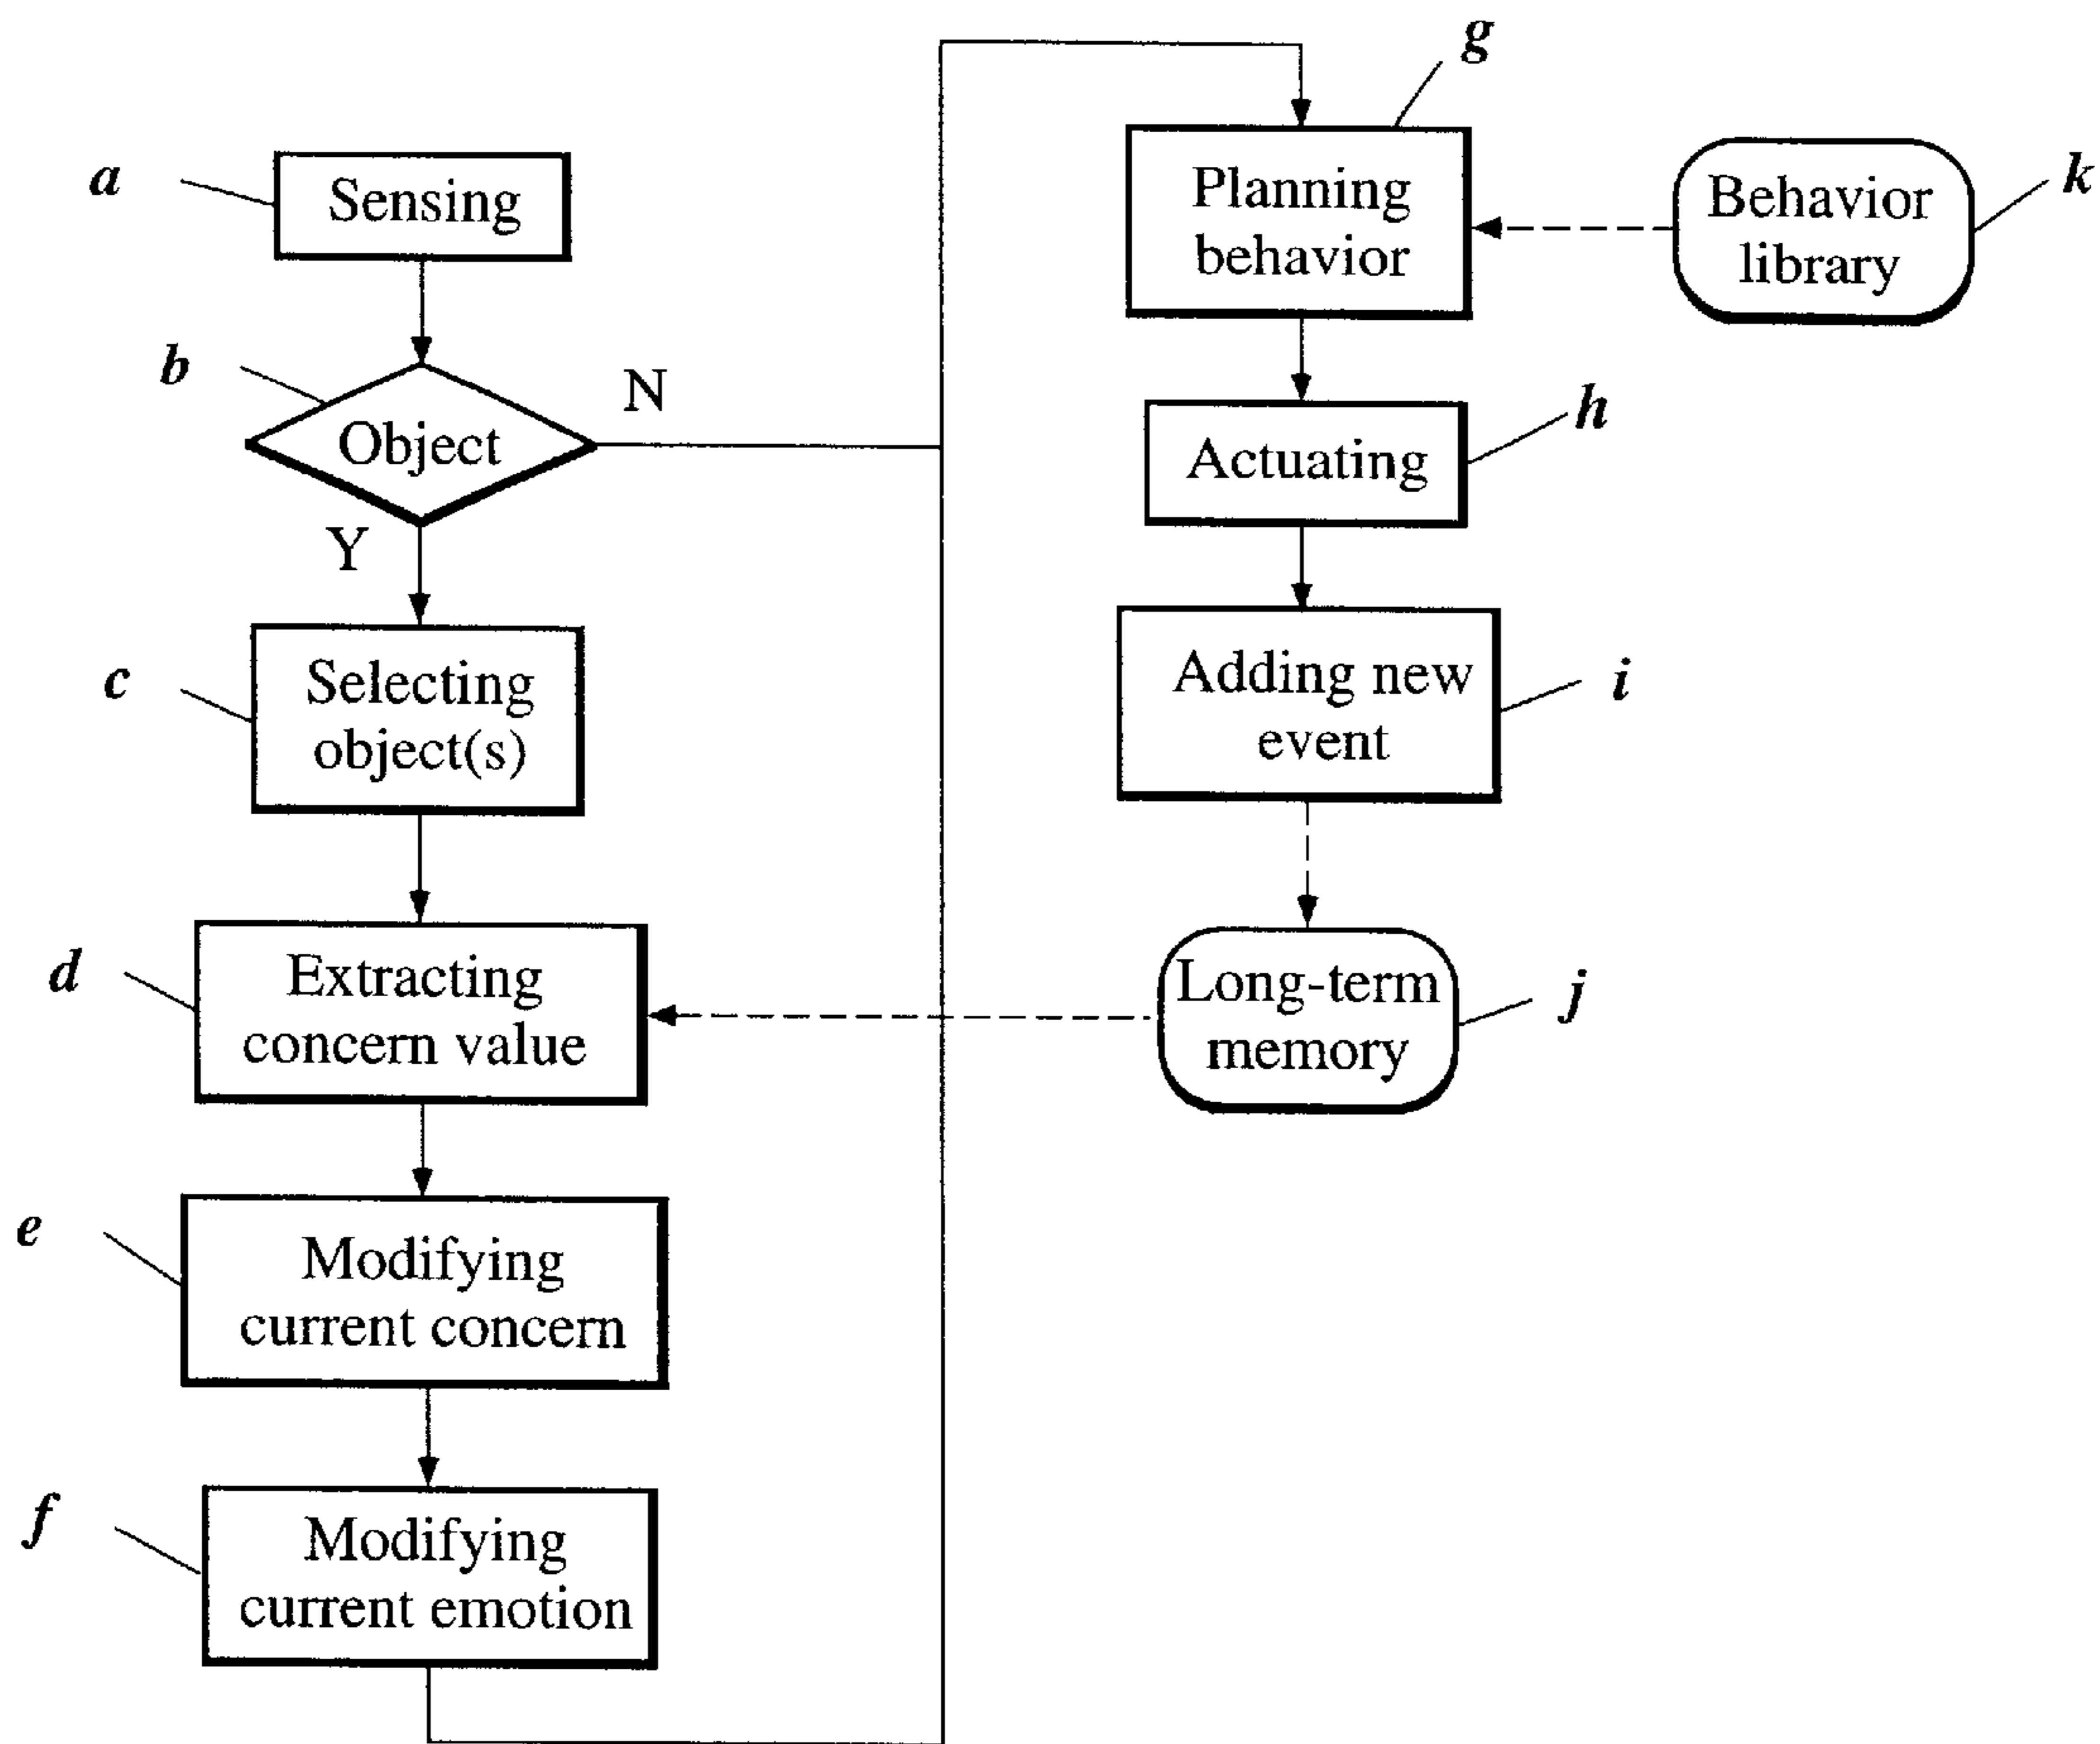 a
Sensing
b
Object
N
Y
c
Selecting
object(s)
d
Extracting
concern value
e
Modifying
current concern
f
Modifying
current emotion
g
Planning
behavior
k
Behavior
library
h
Actuating
i
Adding new
event
j
Long-term
memory